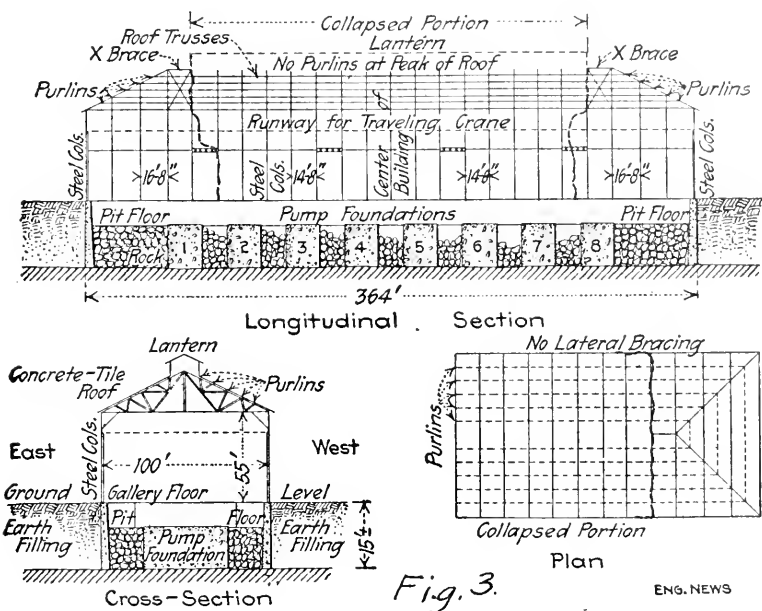 Collapsed Portion
Roof Trusses
Lantern
X Brace
No Purlins at Peak of Roof
X Brace
Purlins
Purlins
Runway for Traveling Crane
Steel Cols.
16'-8"
Steel Cols.
14'-8"
Center of Building
14'-8"
16'-8"
Steel Cols.
Pit Floor
Pump Foundations
Pit Floor
Rock
1 2 3 4 5 6 7 8
364'
Longitudinal Section
Lantern
Concrete-Tile
Roof
Purlins
East
Steel Cols.
100'
55'
West
Ground
Gallery Floor
Level
Earth
Filling
Pit
Floor
Pump
Foundation
Earth
Filling
15'±
Cross-Section
No Lateral Bracing
Purlins
Collapsed Portion
Plan
Fig. 3.
ENG. NEWS